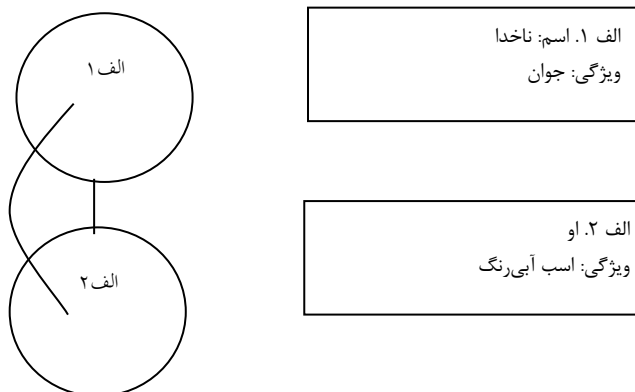 الف ۱
الف ۱. اسم: ناخدا
ویژگی: جوان
الف ۲. او
ویژگی: اسب آبی‌رنگ
الف ۲